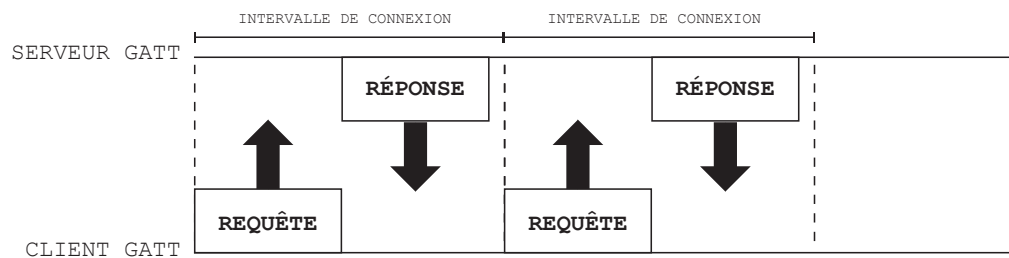 INTERVALLE DE CONNEXION
INTERVALLE DE CONNEXION
SERVEUR GATT
RÉPONSE
RÉPONSE
REQUÊTE
REQUÊTE
CLIENT GATT